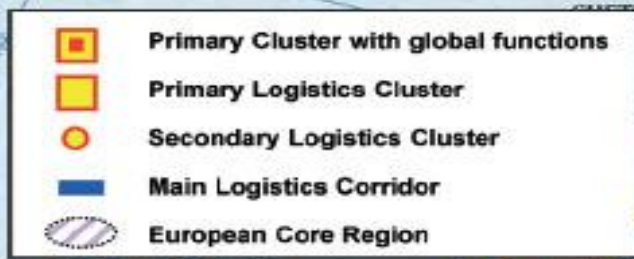 Primary Cluster with global functions
Primary Logistics Cluster
Secondary Logistics Cluster
Main Logistics Corridor
European Core Region